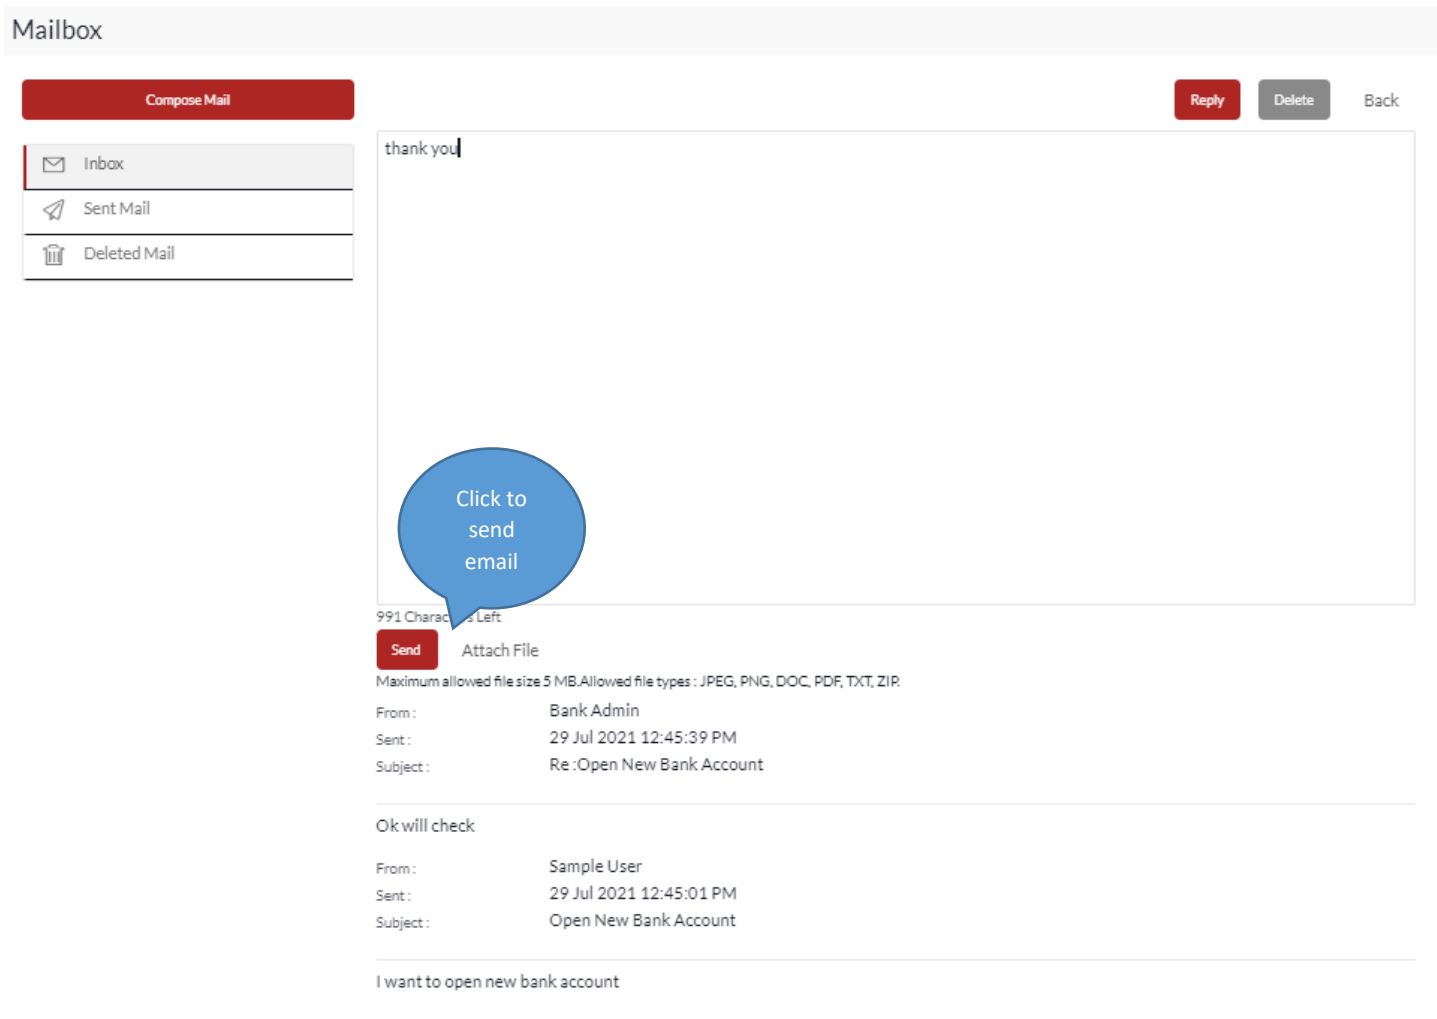 Mailbox
Compose Mail
Reply Delete Back
Inbox
Sent Mail
Deleted Mail
thank you
Click to
send
email
991 Left
Send Attach File
Maximum allowed file size 5 MB.Allowed file types : JPEG, PNG, DOC, PDF, TXT, ZIP.
From : Bank Admin
Sent : 29 Jul 2021 12:45:39 PM
Subject : Re :Open New Bank Account
Ok will check
From : Sample User
Sent : 29 Jul 2021 12:45:01 PM
Subject : Open New Bank Account
I want to open new bank account